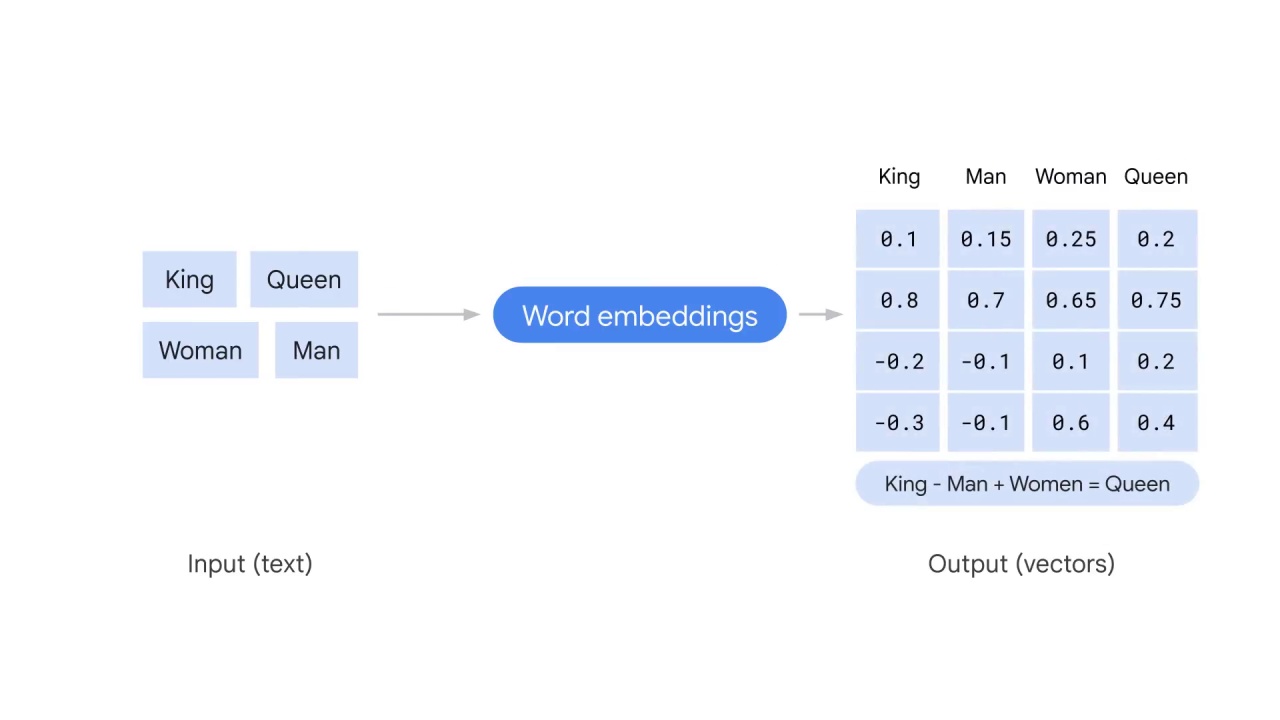 King Queen
Woman Man
Word embeddings
King Man Woman Queen
0.1 0.15 0.25 0.2
0.8 0.7 0.65 0.75
-0.2 -0.1 0.1 0.2
-0.3 -0.1 0.6 0.4
King - Man + Women = Queen
Input (text)
Output (vectors)